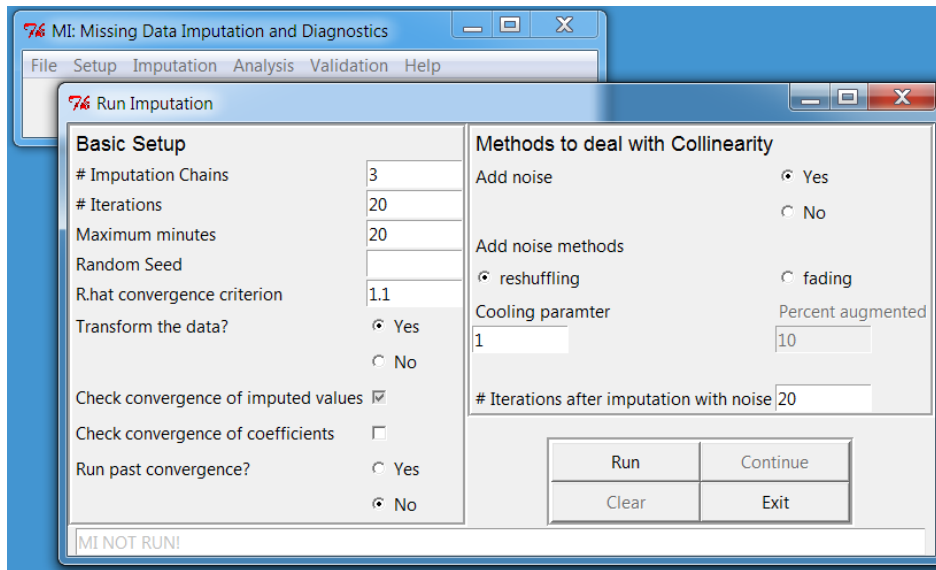 MI: Missing Data Imputation and Diagnostics
File Setup Imputation Analysis Validation Help
Run Imputation
Basic Setup
# Imputation Chains 3
# Iterations 20
Maximum minutes 20
Random Seed
R.hat convergence criterion 1.1
Transform the data? Yes
No
Check convergence of imputed values
Check convergence of coefficients
Run past convergence? Yes
No
Methods to deal with Collinearity
Add noise Yes
No
Add noise methods
reshuffling fading
Cooling paramter Percent augmented
1 10
# Iterations after imputation with noise 20
Run Continue
Clear Exit
MI NOT RUN!